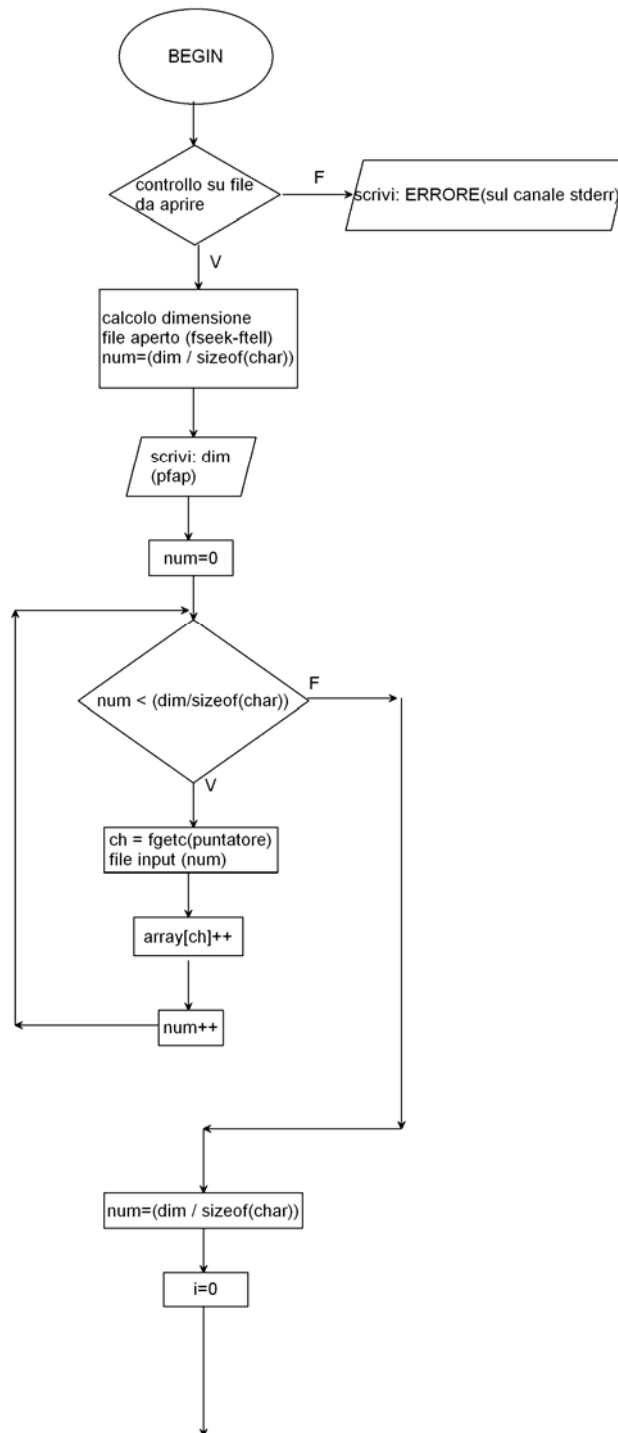 BEGIN
controllo su file
da aprire
F
scrivi: ERRORE(sul canale stderr)
V
calcolo dimensione
file aperto (fseek-ftell)
num=(dim / sizeof(char))
scrivi: dim
(pfap)
num=0
num < (dim/sizeof(char))
F
V
ch = fgetc(puntatore)
file input (num)
array[ch]++
num++
num=(dim / sizeof(char))
i=0